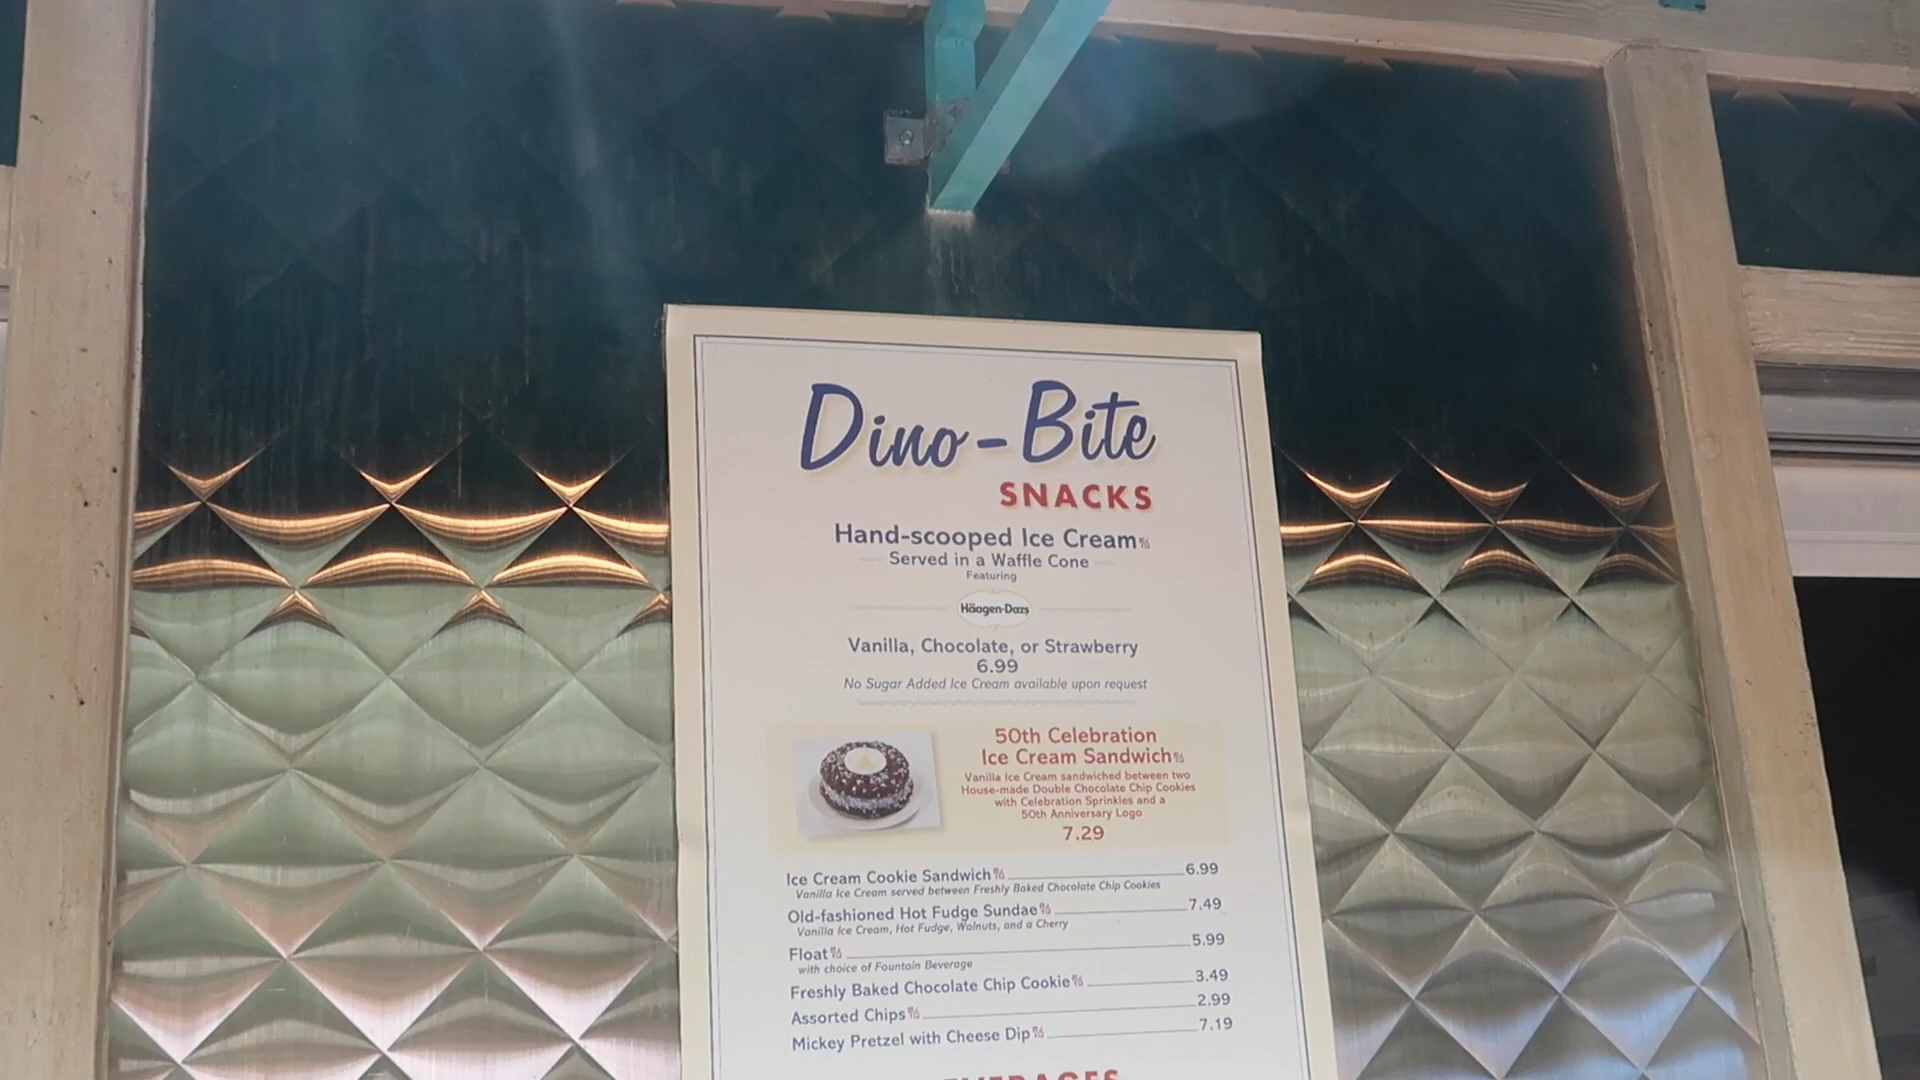 Dino-Bite
SNACKS
Hand-scooped Ice Cream
Served in a Waffle Cone
Featuring
Häagen-Dazs
Vanilla, Chocolate, or Strawberry
6.99
No Sugar Added Ice Cream available upon request
50th Celebration
Ice Cream Sandwich
Vanilla Ice Cream sandwiched between two
House-made Double Chocolate Chip Cookies
with Celebration Sprinkles and a
50th Anniversary Logo
7.29
Ice Cream Cookie Sandwich 6.99
Vanilla Ice Cream served between Freshly Baked Chocolate Chip Cookies
Old-fashioned Hot Fudge Sundae 7.49
Vanilla Ice Cream, Hot Fudge, Walnuts, and a Cherry
Float 5.99
with choice of Fountain Beverage
Freshly Baked Chocolate Chip Cookie 3.49
Assorted Chips 2.99
Mickey Pretzel with Cheese Dip 7.19